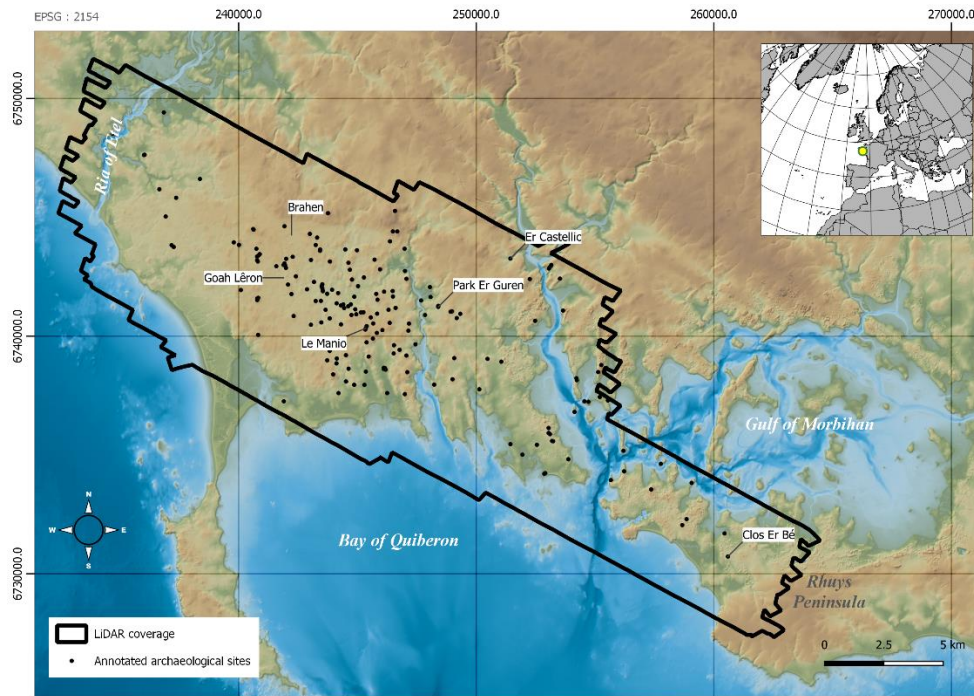 EPSG : 2154
240000.0
250000.0
260000.0
270000.0
6750000.0
6740000.0
6730000.0
Ria of Etel
Brahen
Er Castellic
Goah Lêron
Park Er Guren
Le Manio
Gulf of Morbihan
N
W
E
S
Bay of Quiberon
Clos Er Bé
Rhuys
Peninsula
LiDAR coverage
Annotated archaeological sites
0
2.5
5 km